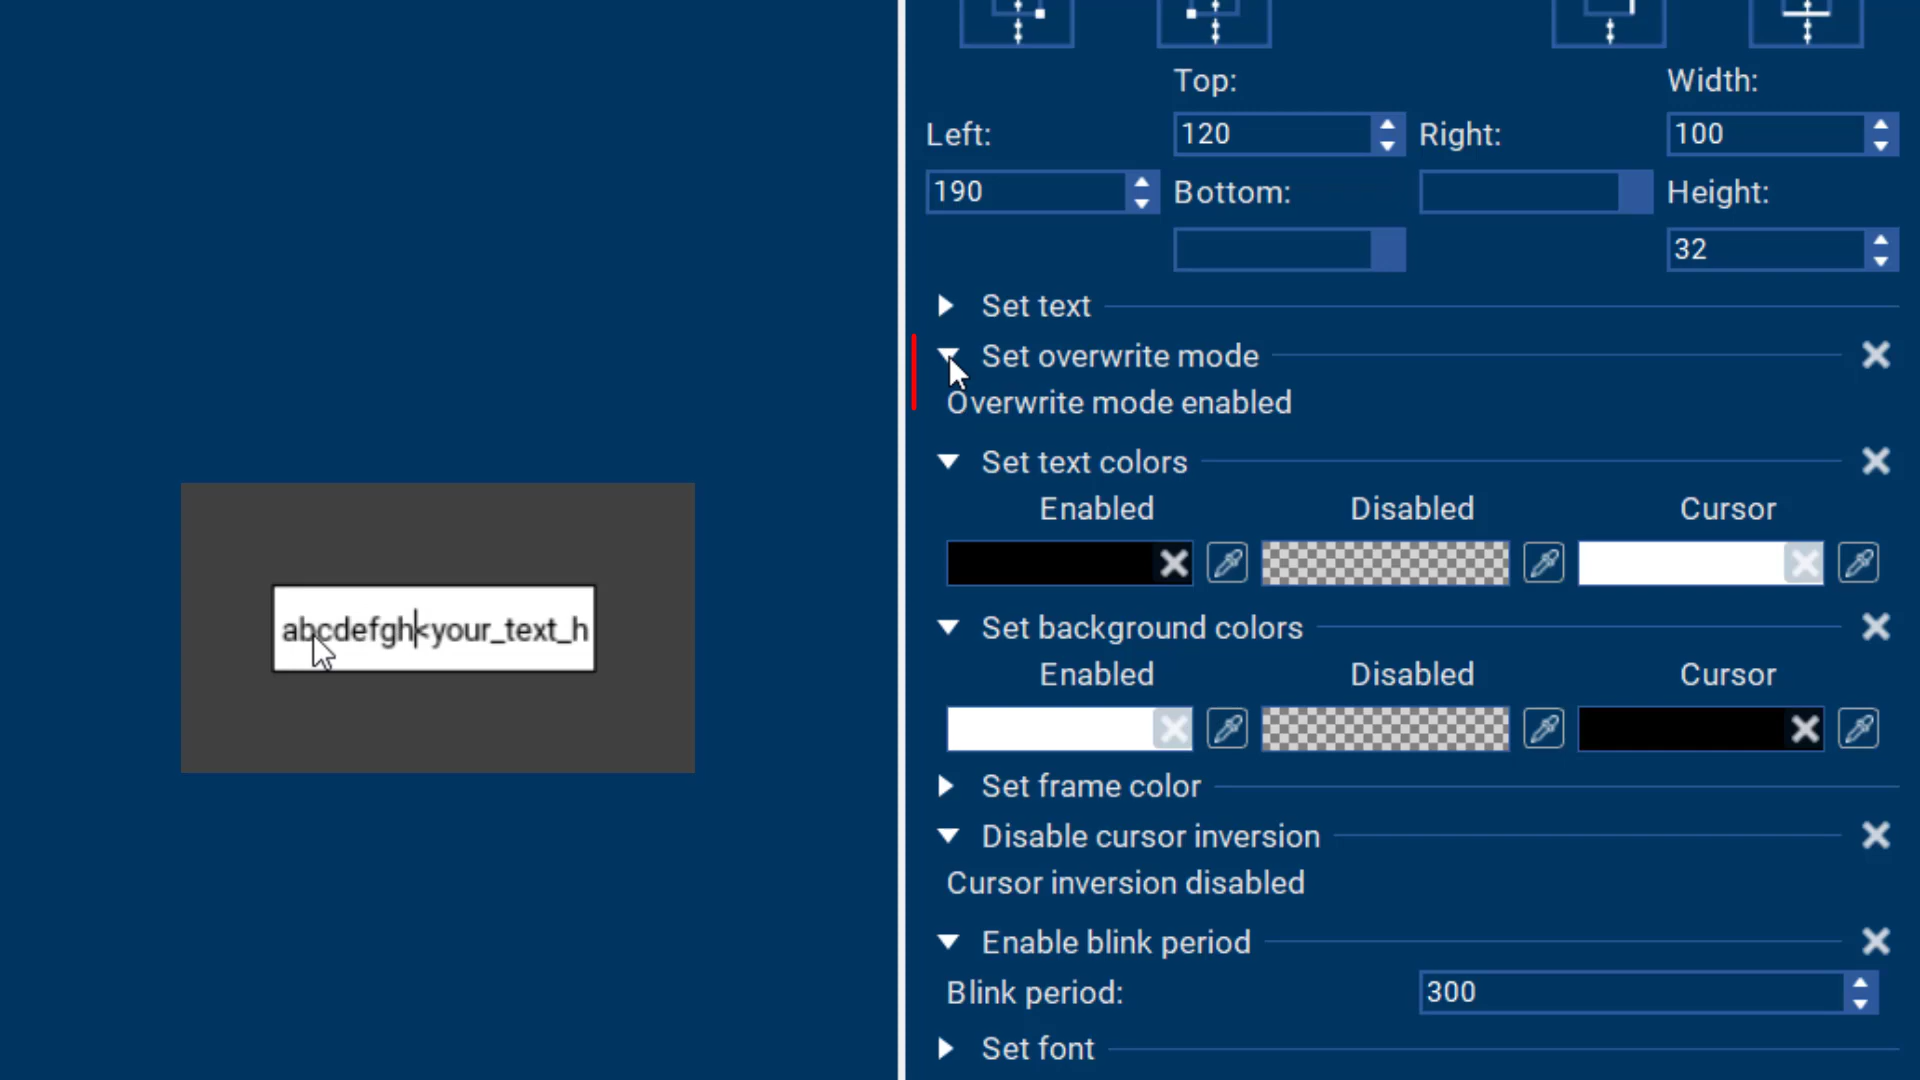 Top:
Width:
Left:
120
Right:
100
190
Bottom:
Height:
32
Set text
Set overwrite mode
Overwrite mode enabled
Set text colors
Enabled
Disabled
Cursor
abcdefgh<your_text_h
Set background colors
Enabled
Disabled
Cursor
Set frame color
Disable cursor inversion
Cursor inversion disabled
Enable blink period
Blink period:
300
Set font